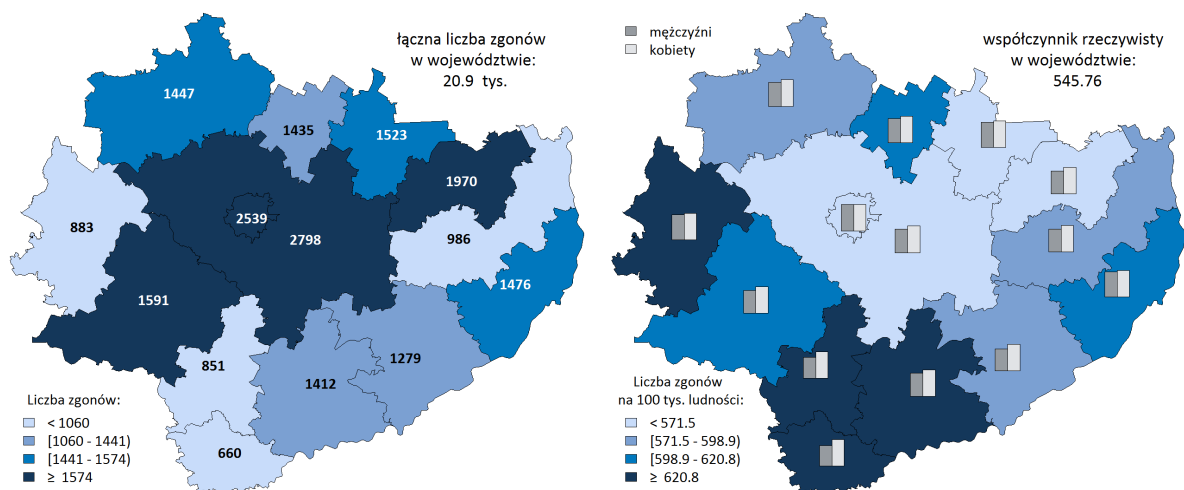 łączna liczba zgonów
w województwie:
20.9 tys.
1447
1435
1523
1970
883
2539
2798
986
1476
1591
851
1412
1279
660
Liczba zgonów:
< 1060
[1060 - 1441)
[1441 - 1574)
≥ 1574
mężczyźni
kobiety
współczynnik rzeczywisty
w województwie:
545.76
Liczba zgonów
na 100 tys. ludności:
< 571.5
[571.5 - 598.9)
[598.9 - 620.8)
≥ 620.8